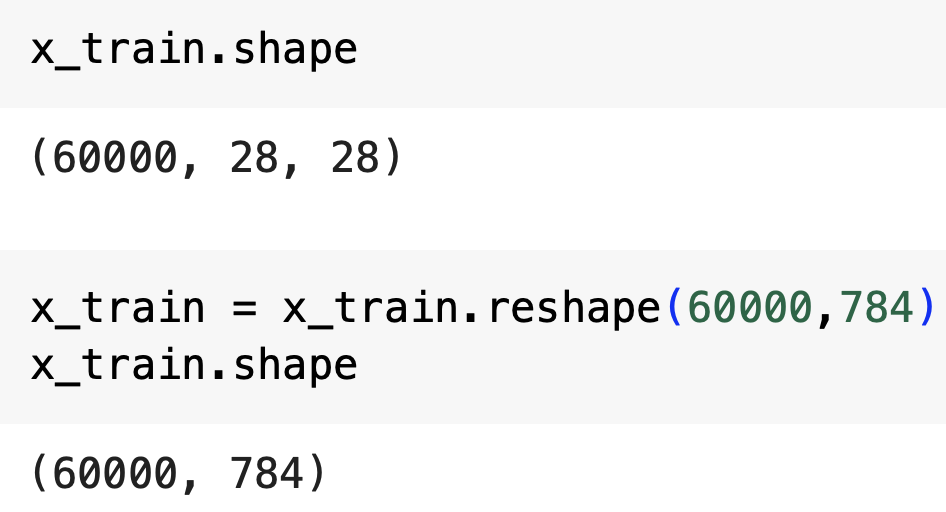 x_train.shape
(60000, 28, 28)
x_train = x_train.reshape(60000,784)
x_train.shape
(60000, 784)